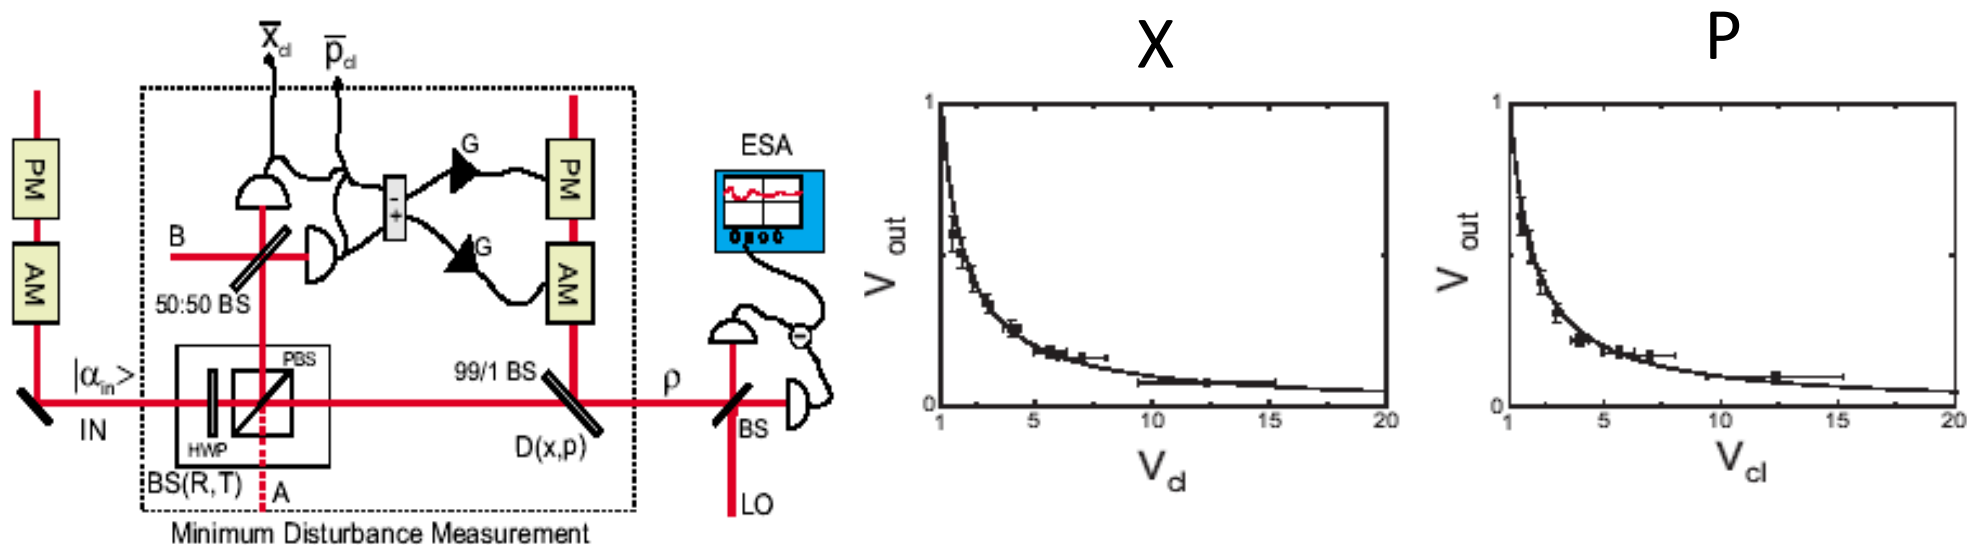 x̄cl
p̄cl
PM
AM
|αin>
IN
B
50:50 BS
G
G
-
+
PM
AM
PBS
HWP
BS(R,T)
A
99/1 BS
D(x,p)
Minimum Disturbance Measurement
ρ
ESA
-
BS
LO
X
1
Vout
0
1
5
10
15
20
Vcl
P
1
Vout
0
1
5
10
15
20
Vcl